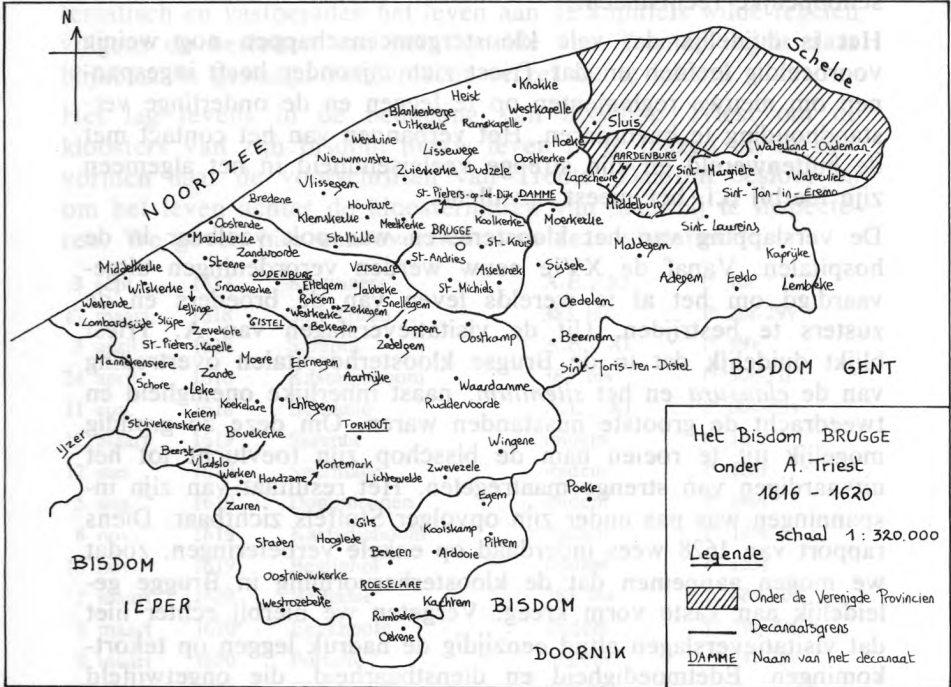 N
NOORDZEE
Schelde
Knokke
Heist
Westkapelle
Blankenberge
Ramskapelle
Uitkerke
Sluis
Wenduine
Lissewege
Hoeke
Waterland-Oudeman
Nieuwmunster
Oostkerke
AARDENBURG
Zuienkerke
Dudzele
Lapscheure
Sint-Margriete
Watervliet
Vlissegem
St-Pieters-op-de-Dijk
DAMME
Sint-Jan-in-Eremo
Houtave
Middelburg
Bredene
Meetkerke
Koolkerke
Klemskerke
Moerkerke
Sint-Laureins
Oostende
BRUGGE
Mariakerke
Stalhille
St-Kruis
Zandvoorde
St-Andries
Maldegem
Kaprijke
Steene
Varsenare
Assebroek
Sijsele
Middelkerke
OUDENBURG
Adegem
Eeklo
Lembeke
Snaaskerke
Ettelgem
Jabbeke
St-Michiels
Wilskerke
Roksem
Snellegem
Oedelem
Westende
Leffinge
Westkerke
Zerkegem
Slijpe
GISTEL
Bekegem
Loppem
Lombardsijde
Zevekote
Zedelgem
Oostkamp
Beernem
St-Pieters-Kapelle
Moere
Eernegem
Sint-Joris-ten-Distel
BISDOM GENT
Mannekensvere
Zande
Aartrijke
Schore
Leke
Waardamme
Koekelare
Ichtegem
Ruddervoorde
Keiem
Stuivekenskerke
TORHOUT
Bovekerke
Ijzer
Beerst
Wingene
Vladslo
Kortemark
Zwevezele
Werken
Handzame
Lichtervelde
Poeke
Zarren
Egem
Gits
Koolskamp
Pittem
Staden
Hooglede
Ardooie
Beveren
BISDOM
Oostnieuwkerke
IEPER
ROESELARE
BISDOM
Westrozebeke
Kachtem
Rumbeke
Oekene
DOORNIK
Het Bisdom BRUGGE
onder A. Triest
1616 - 1620
schaal 1 : 320.000
Legende
Onder de Verenigde Provincien
Decanaatsgrens
DAMME Naam van het decanaat